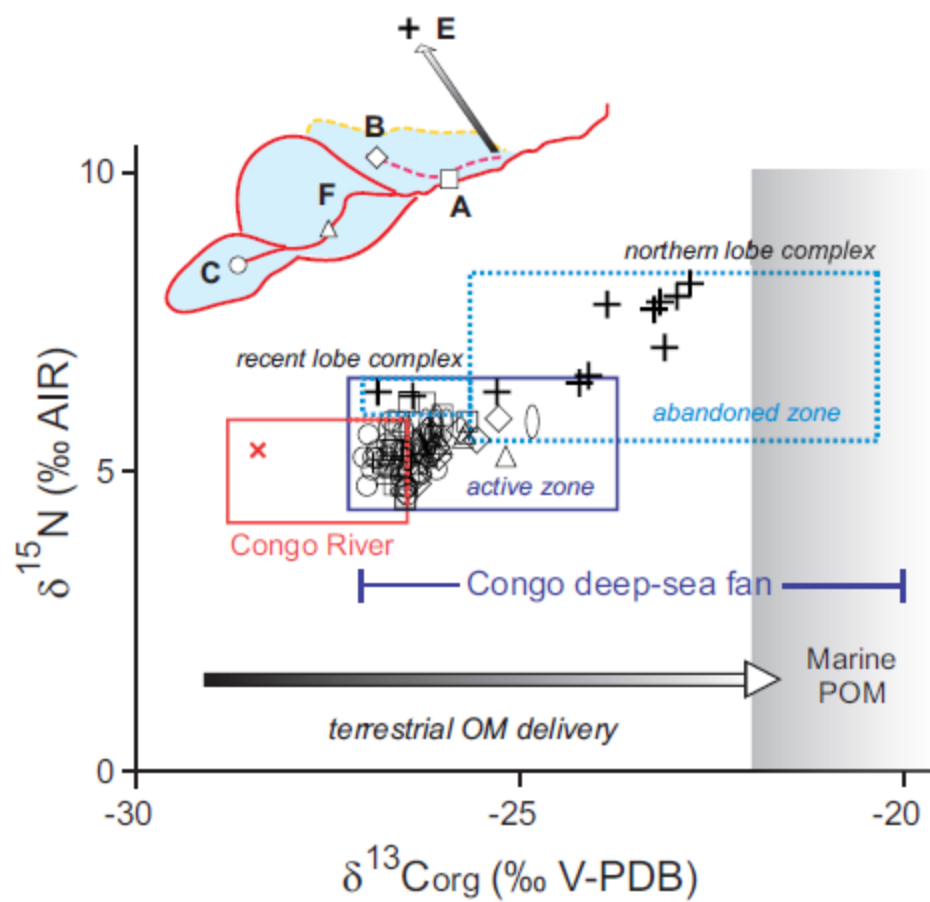 E
B
F
A
C
10
northern lobe complex
recent lobe complex
abandoned zone
5
active zone
Congo River
Congo deep-sea fan
Marine
POM
terrestrial OM delivery
0
-30
-25
-20
δ15N (‰ AIR)
δ13Corg (‰ V-PDB)